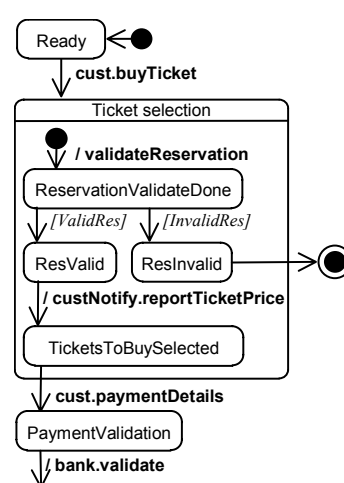 Ready
cust.buyTicket
Ticket selection
/ validateReservation
ReservationValidateDone
[ValidRes] [InvalidRes]
ResValid ResInvalid
/ custNotify.reportTicketPrice
TicketsToBuySelected
cust.paymentDetails
PaymentValidation
/ bank.validate